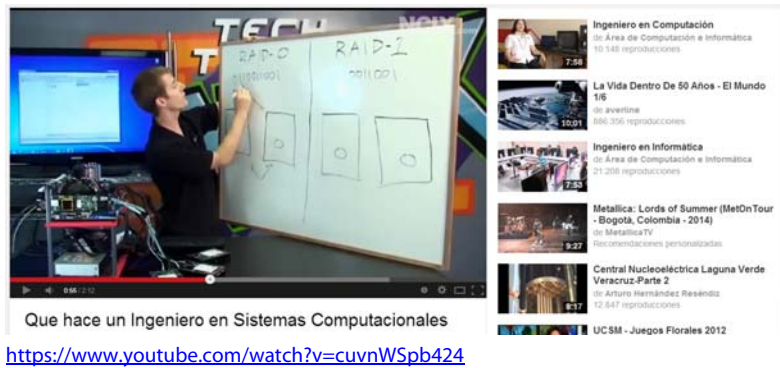 TECH
T
NCIX
RAID-0
RAID-1
0110011001
0011001
0:55 / 2:12
Que hace un Ingeniero en Sistemas Computacionales
https://www.youtube.com/watch?v=cuvnWSpb424
Ingeniero en Computación
de Área de Computación e Informática
10.148 reproducciones
7:58
La Vida Dentro De 50 Años - El Mundo
1/6
de averline
886.356 reproducciones
10:01
Ingeniero en Informática
de Área de Computación e Informática
21.208 reproducciones
7:53
Metallica: Lords of Summer (MetOnTour
- Bogotá, Colombia - 2014)
de MetallicaTV
Recomendaciones personalizadas
9:27
Central Nucleoeléctrica Laguna Verde
Veracruz-Parte 2
de Arturo Hernández Reséndiz
12.847 reproducciones
8:17
UCSM - Juegos Florales 2012